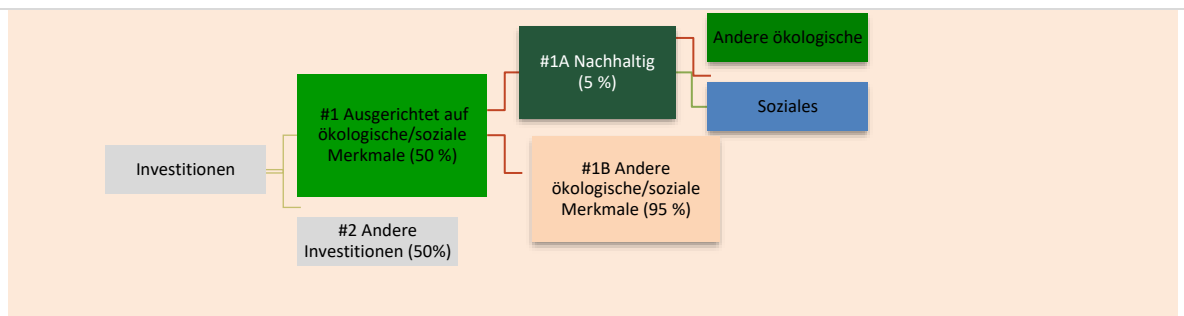 Investitionen
#1 Ausgerichtet auf
ökologische/soziale
Merkmale (50 %)
#2 Andere
Investitionen (50%)
#1A Nachhaltig
(5 %)
#1B Andere
ökologische/soziale
Merkmale (95 %)
Andere ökologische
Soziales